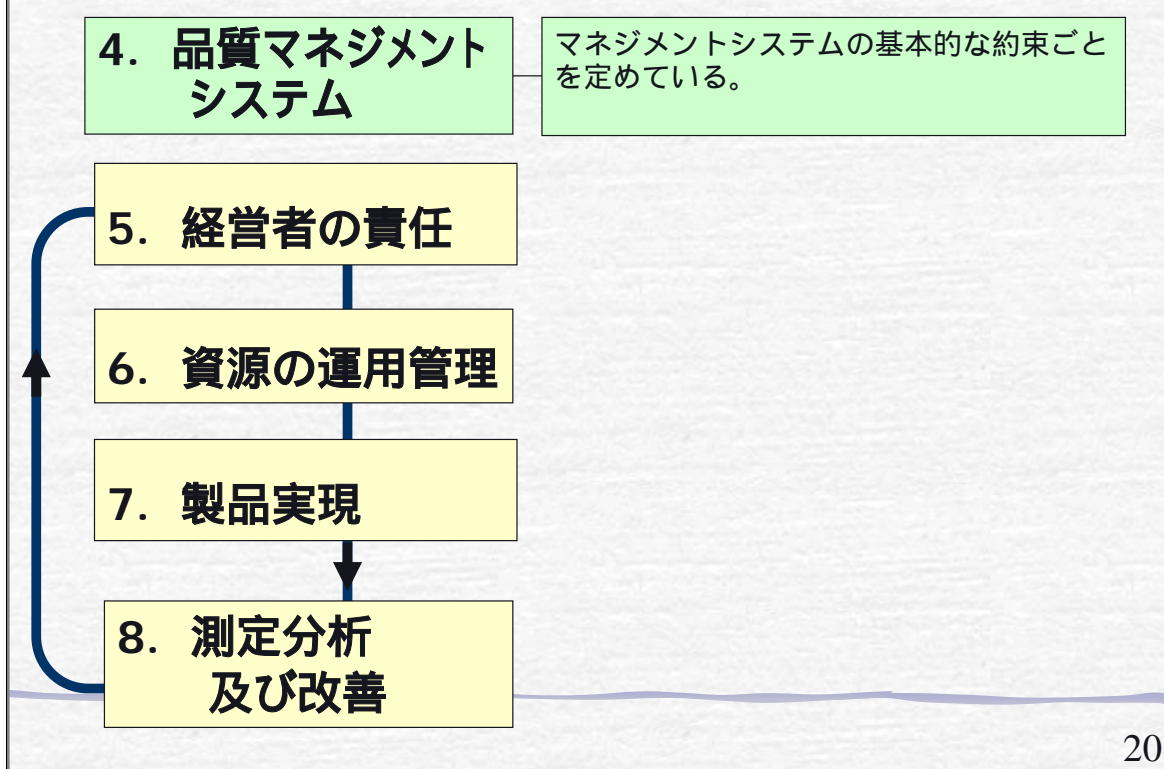 4. 品質マネジメント
システム
マネジメントシステムの基本的な約束ごと
を定めている。
5. 経営者の責任
6. 資源の運用管理
7. 製品実現
8. 測定分析
及び改善
20